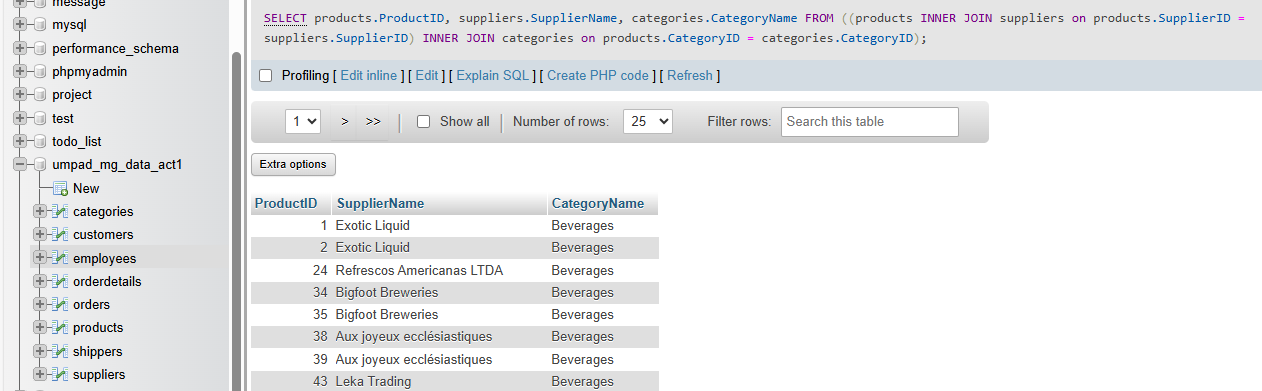 message
mysql
performance_schema
phpmyadmin
project
test
todo_list
umpad_mg_data_act1
New
categories
customers
employees
orderdetails
orders
products
shippers
suppliers
SELECT products.ProductID, suppliers.SupplierName, categories.CategoryName FROM ((products INNER JOIN suppliers on products.SupplierID =
suppliers.SupplierID) INNER JOIN categories on products.CategoryID = categories.CategoryID);
Profiling [ Edit inline ] [ Edit ] [ Explain SQL ] [ Create PHP code ] [ Refresh ]
1 > >> | Show all | Number of rows: 25 Filter rows: Search this table
Extra options
ProductID SupplierName CategoryName
1 Exotic Liquid Beverages
2 Exotic Liquid Beverages
24 Refrescos Americanas LTDA Beverages
34 Bigfoot Breweries Beverages
35 Bigfoot Breweries Beverages
38 Aux joyeux ecclésiastiques Beverages
39 Aux joyeux ecclésiastiques Beverages
43 Leka Trading Beverages